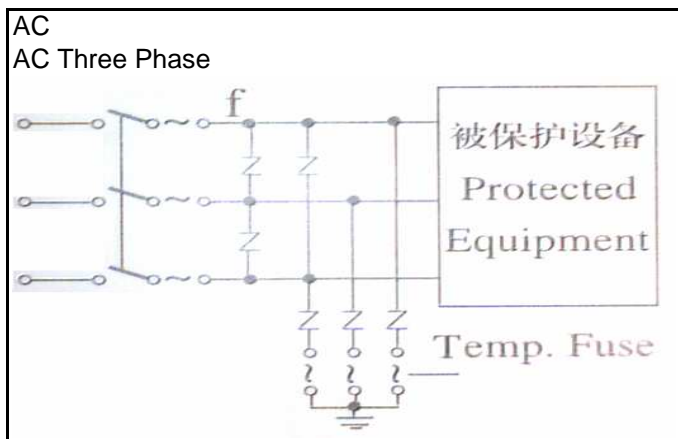 AC
AC Three Phase
f
被保护设备
Protected
Equipment
Temp. Fuse